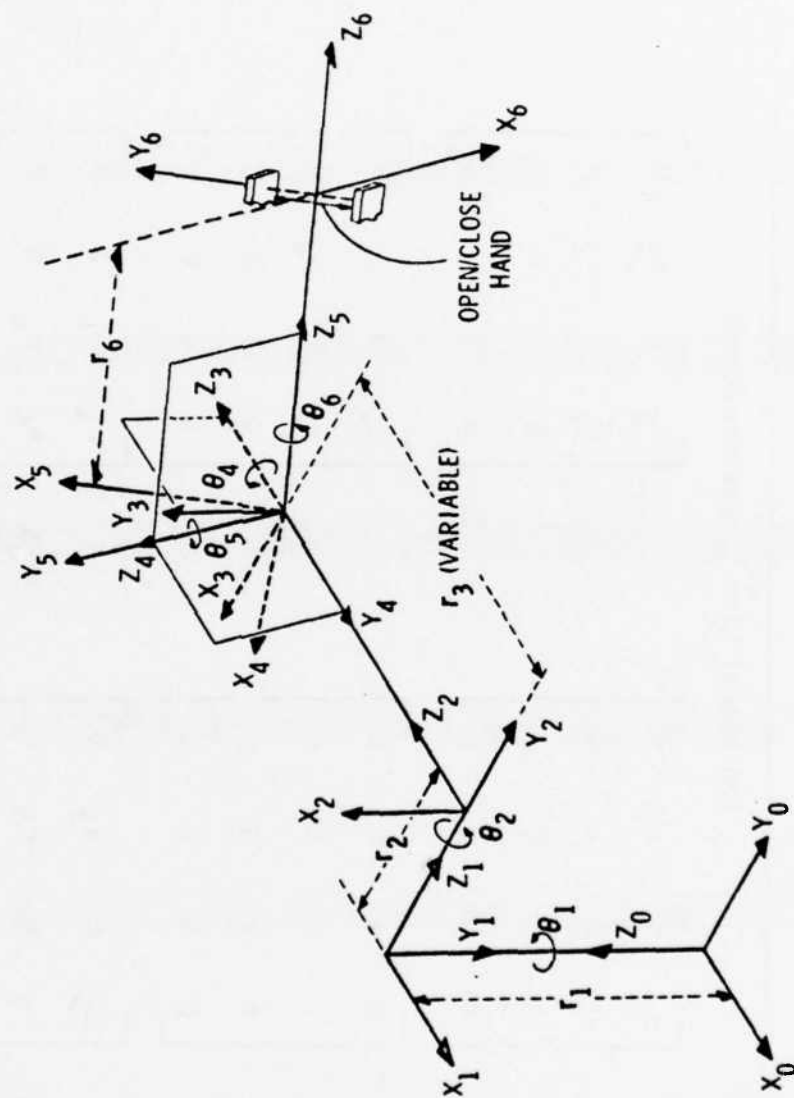 Z₆
Y₆
X₆
OPEN/CLOSE
HAND
r₆
Z₅
Z₃
X₅
θ₄
θ₆
Y₃
Y₅
Z₄
θ₅
X₃
X₄
Y₄
r₃ (VARIABLE)
Z₂
Y₂
X₂
r₂
θ₂
Z₁
Y₁
θ₁
Z₀
Y₀
r₁
X₁
X₀